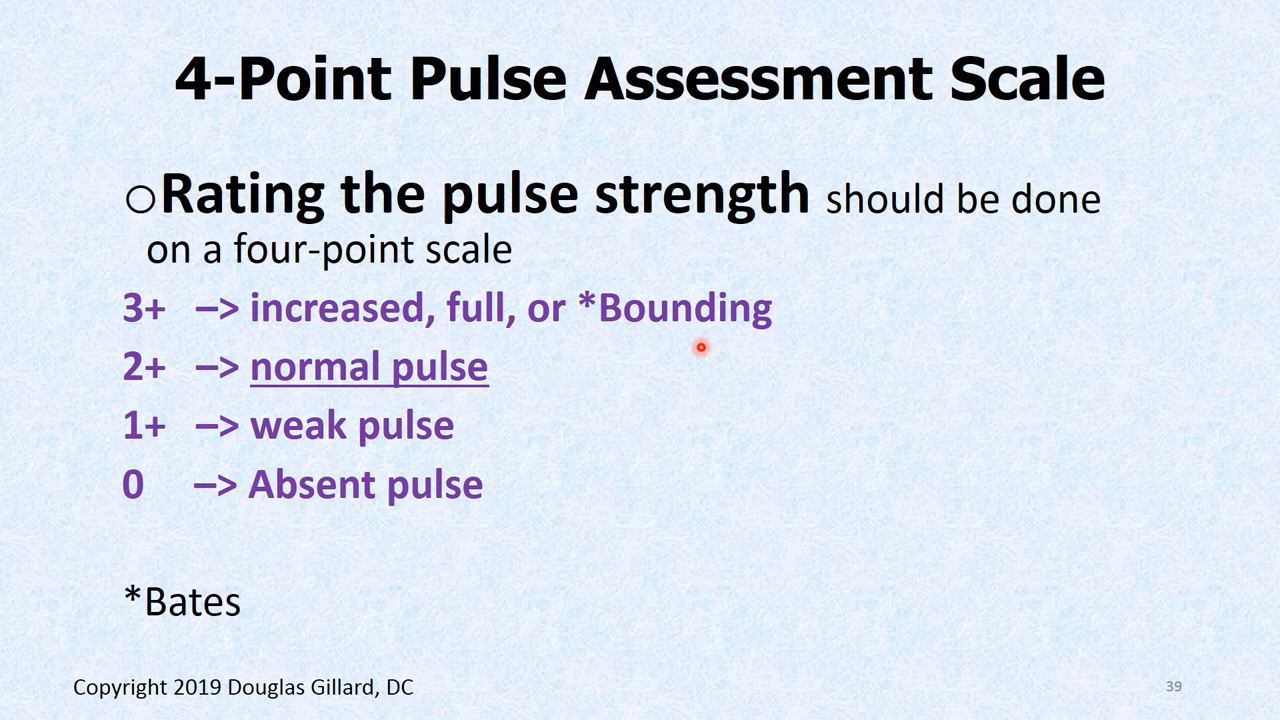 4-Point Pulse Assessment Scale
○Rating the pulse strength should be done
on a four-point scale
3+ –> increased, full, or *Bounding
2+ –> normal pulse
1+ –> weak pulse
0 –> Absent pulse
*Bates
Copyright 2019 Douglas Gillard, DC
39